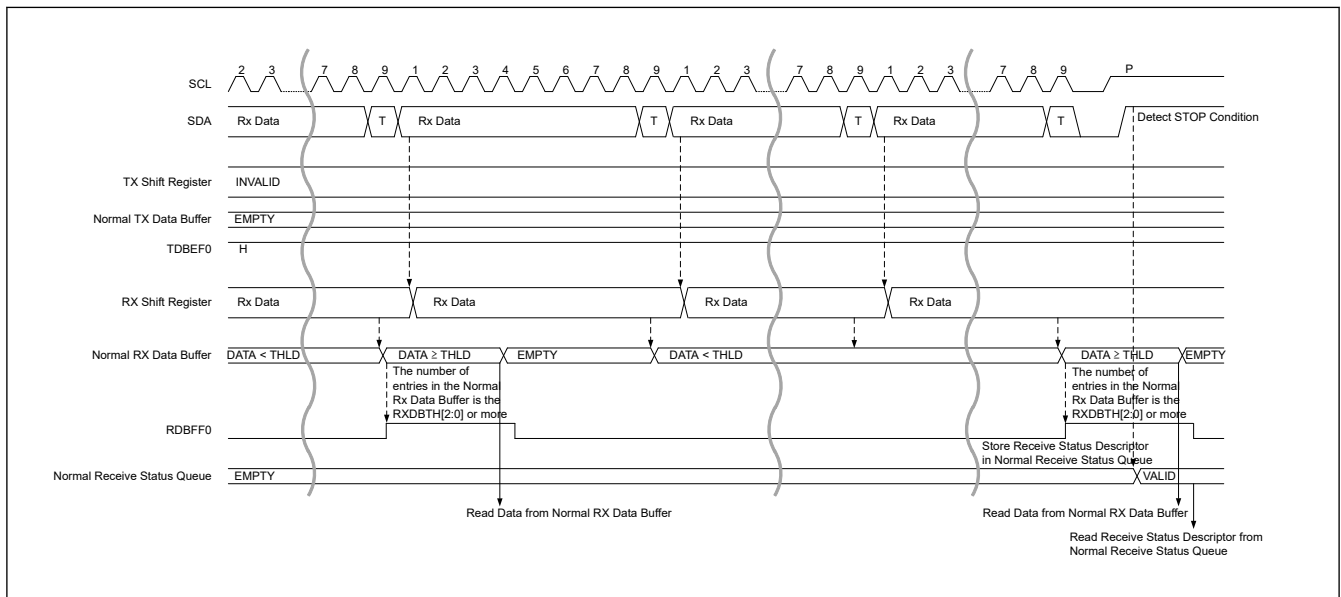 SCL 2 3 7 8 9 1 2 3 4 5 6 7 8 9 1 2 3 7 8 9 1 2 3 7 8 9 P
SDA Rx Data T Rx Data T Rx Data T Rx Data T Detect STOP Condition
TX Shift Register INVALID
Normal TX Data Buffer EMPTY
TDBEF0 H
RX Shift Register Rx Data Rx Data Rx Data Rx Data
Normal RX Data Buffer DATA < THLD DATA ≥ THLD EMPTY DATA < THLD DATA ≥ THLD EMPTY
The number of
entries in the Normal
Rx Data Buffer is the
RXDBTH[2:0] or more
The number of
entries in the Normal
Rx Data Buffer is the
RXDBTH[2:0] or more
RDBFF0
Store Receive Status Descriptor
in Normal Receive Status Queue
Normal Receive Status Queue EMPTY VALID
Read Data from Normal RX Data Buffer
Read Data from Normal RX Data Buffer
Read Receive Status Descriptor from
Normal Receive Status Queue